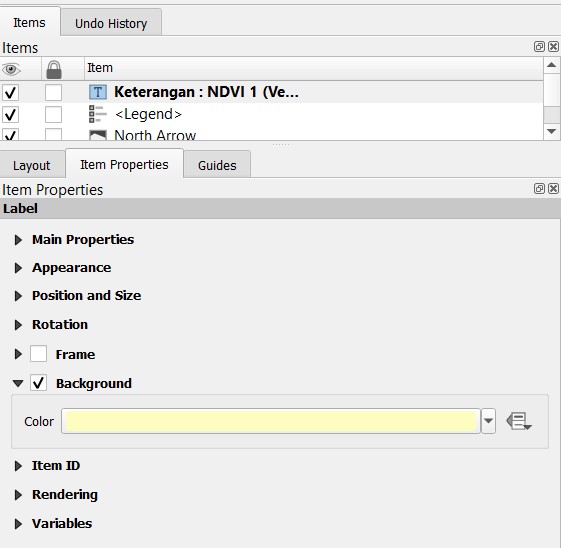 Items Undo History
Items
Item
T Keterangan : NDVI 1 (Ve...
<Legend>
North Arrow
Layout Item Properties Guides
Item Properties
Label
Main Properties
Appearance
Position and Size
Rotation
Frame
Background
Color
Item ID
Rendering
Variables